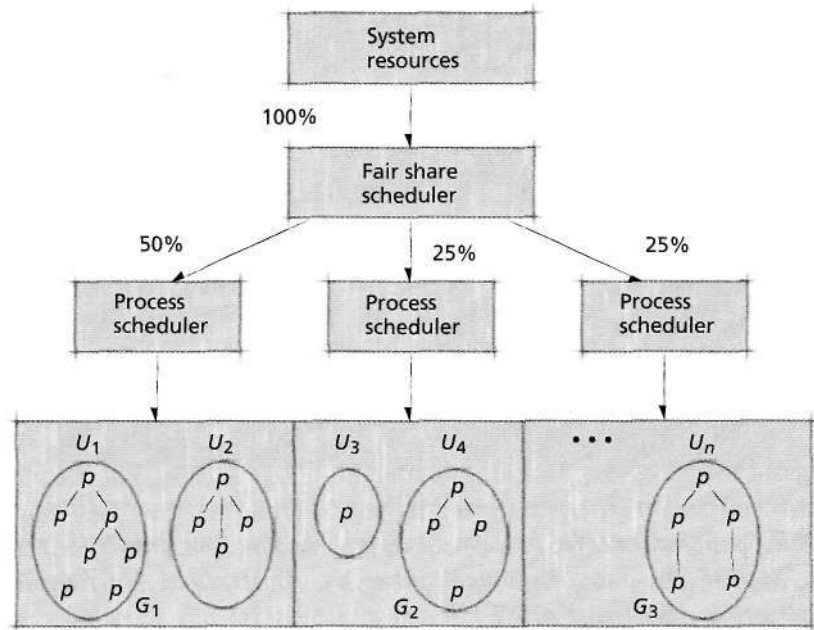 System
resources
100%
Fair share
scheduler
50%
25%
25%
Process
scheduler
Process
scheduler
Process
scheduler
U1
p
p p
p p
p p
U2
p
p p
p
G1
U3
p
U4
p
p p
p
G2
• • •
Un
p
p p
p p
G3